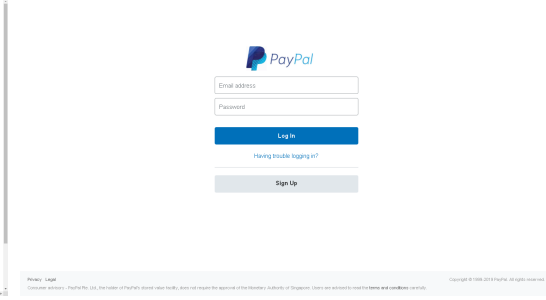 PayPal
Email address
Password
Log In
Having trouble logging in?
Sign Up
Privacy Legal
Copyright © 1999-2019 PayPal. All rights reserved.
Consumer advisory - PayPal Pte. Ltd., the holder of PayPal's stored value facility, does not require the approval of the Monetary Authority of Singapore. Users are advised to read the terms and conditions carefully.